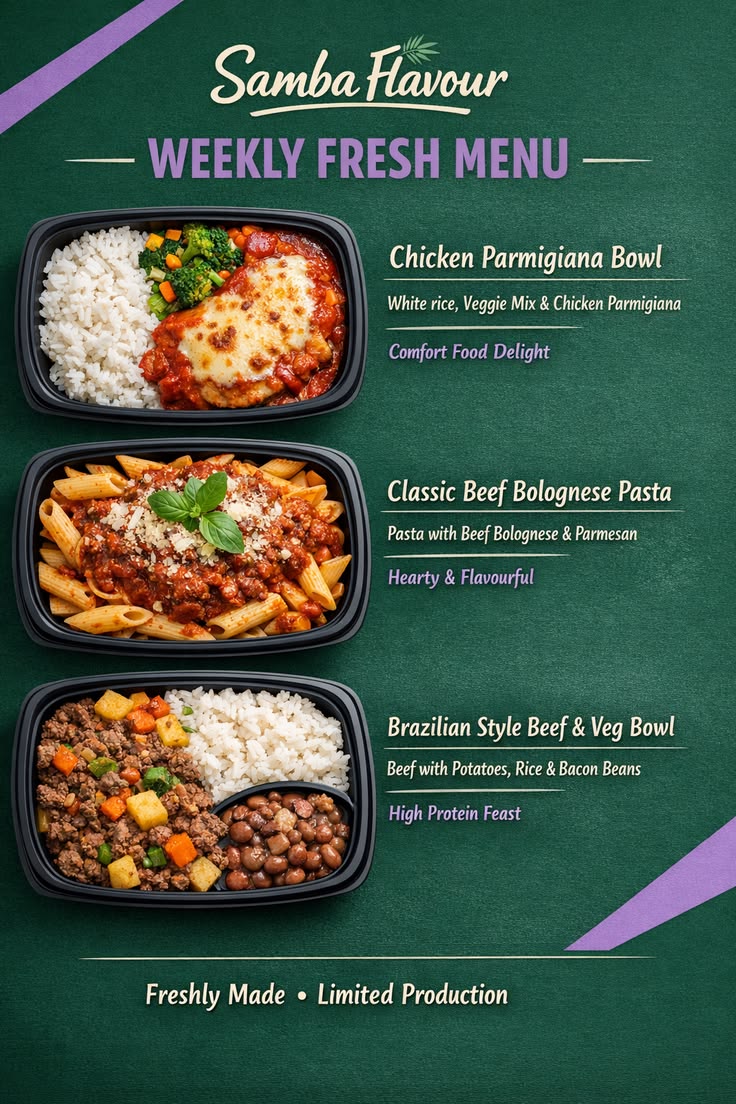 Samba Flavour
WEEKLY FRESH MENU
Chicken Parmigiana Bowl
White rice, Veggie Mix & Chicken Parmigiana
Comfort Food Delight
Classic Beef Bolognese Pasta
Pasta with Beef Bolognese & Parmesan
Hearty & Flavourful
Brazilian Style Beef & Veg Bowl
Beef with Potatoes, Rice & Bacon Beans
High Protein Feast
Freshly Made • Limited Production